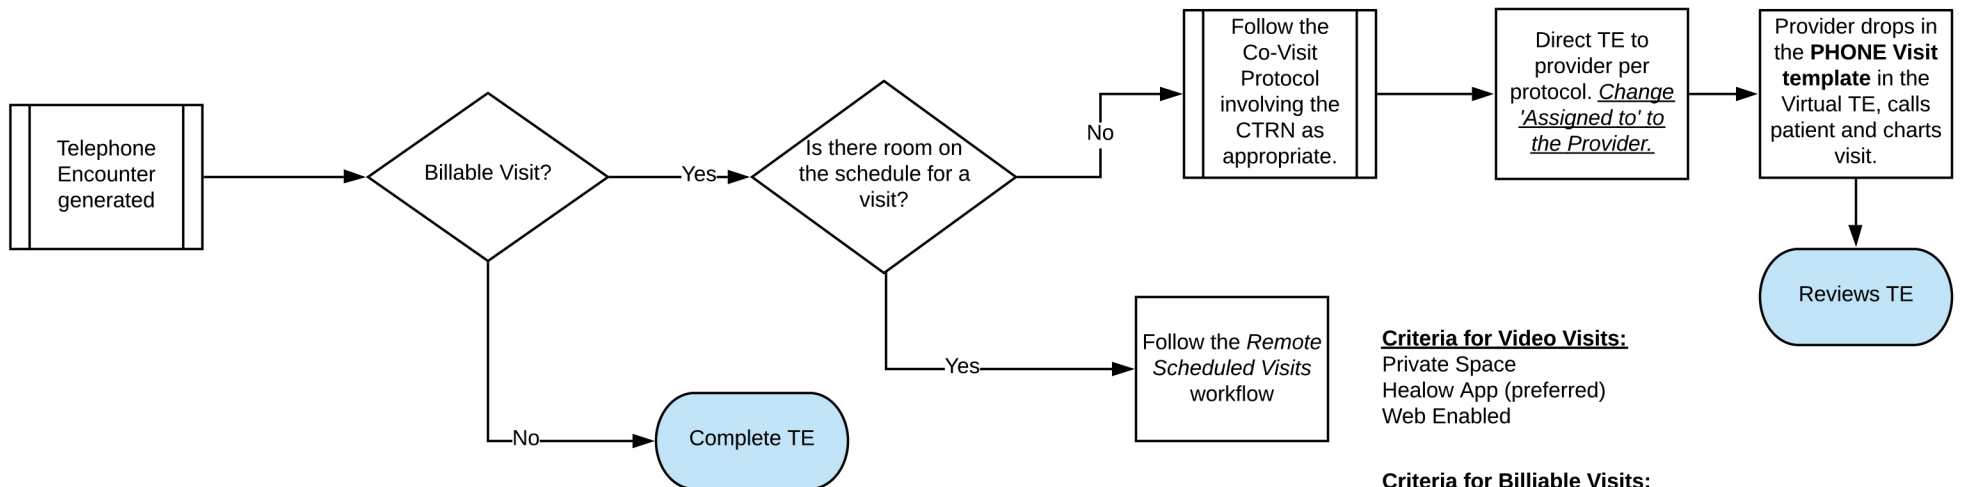 Telephone
Encounter
generated
Billable Visit?
Yes
No
Complete TE
Is there room on
the schedule for a
visit?
No
Yes
Follow the Remote
Scheduled Visits
workflow
Follow the
Co-Visit
Protocol
involving the
CTRN as
appropriate.
Direct TE to
provider per
protocol. Change
'Assigned to' to
the Provider.
Provider drops in
the PHONE Visit
template in the
Virtual TE, calls
patient and charts
visit.
Reviews TE
Criteria for Video Visits:
Private Space
Healow App (preferred)
Web Enabled
Criteria for Billiable Visits: